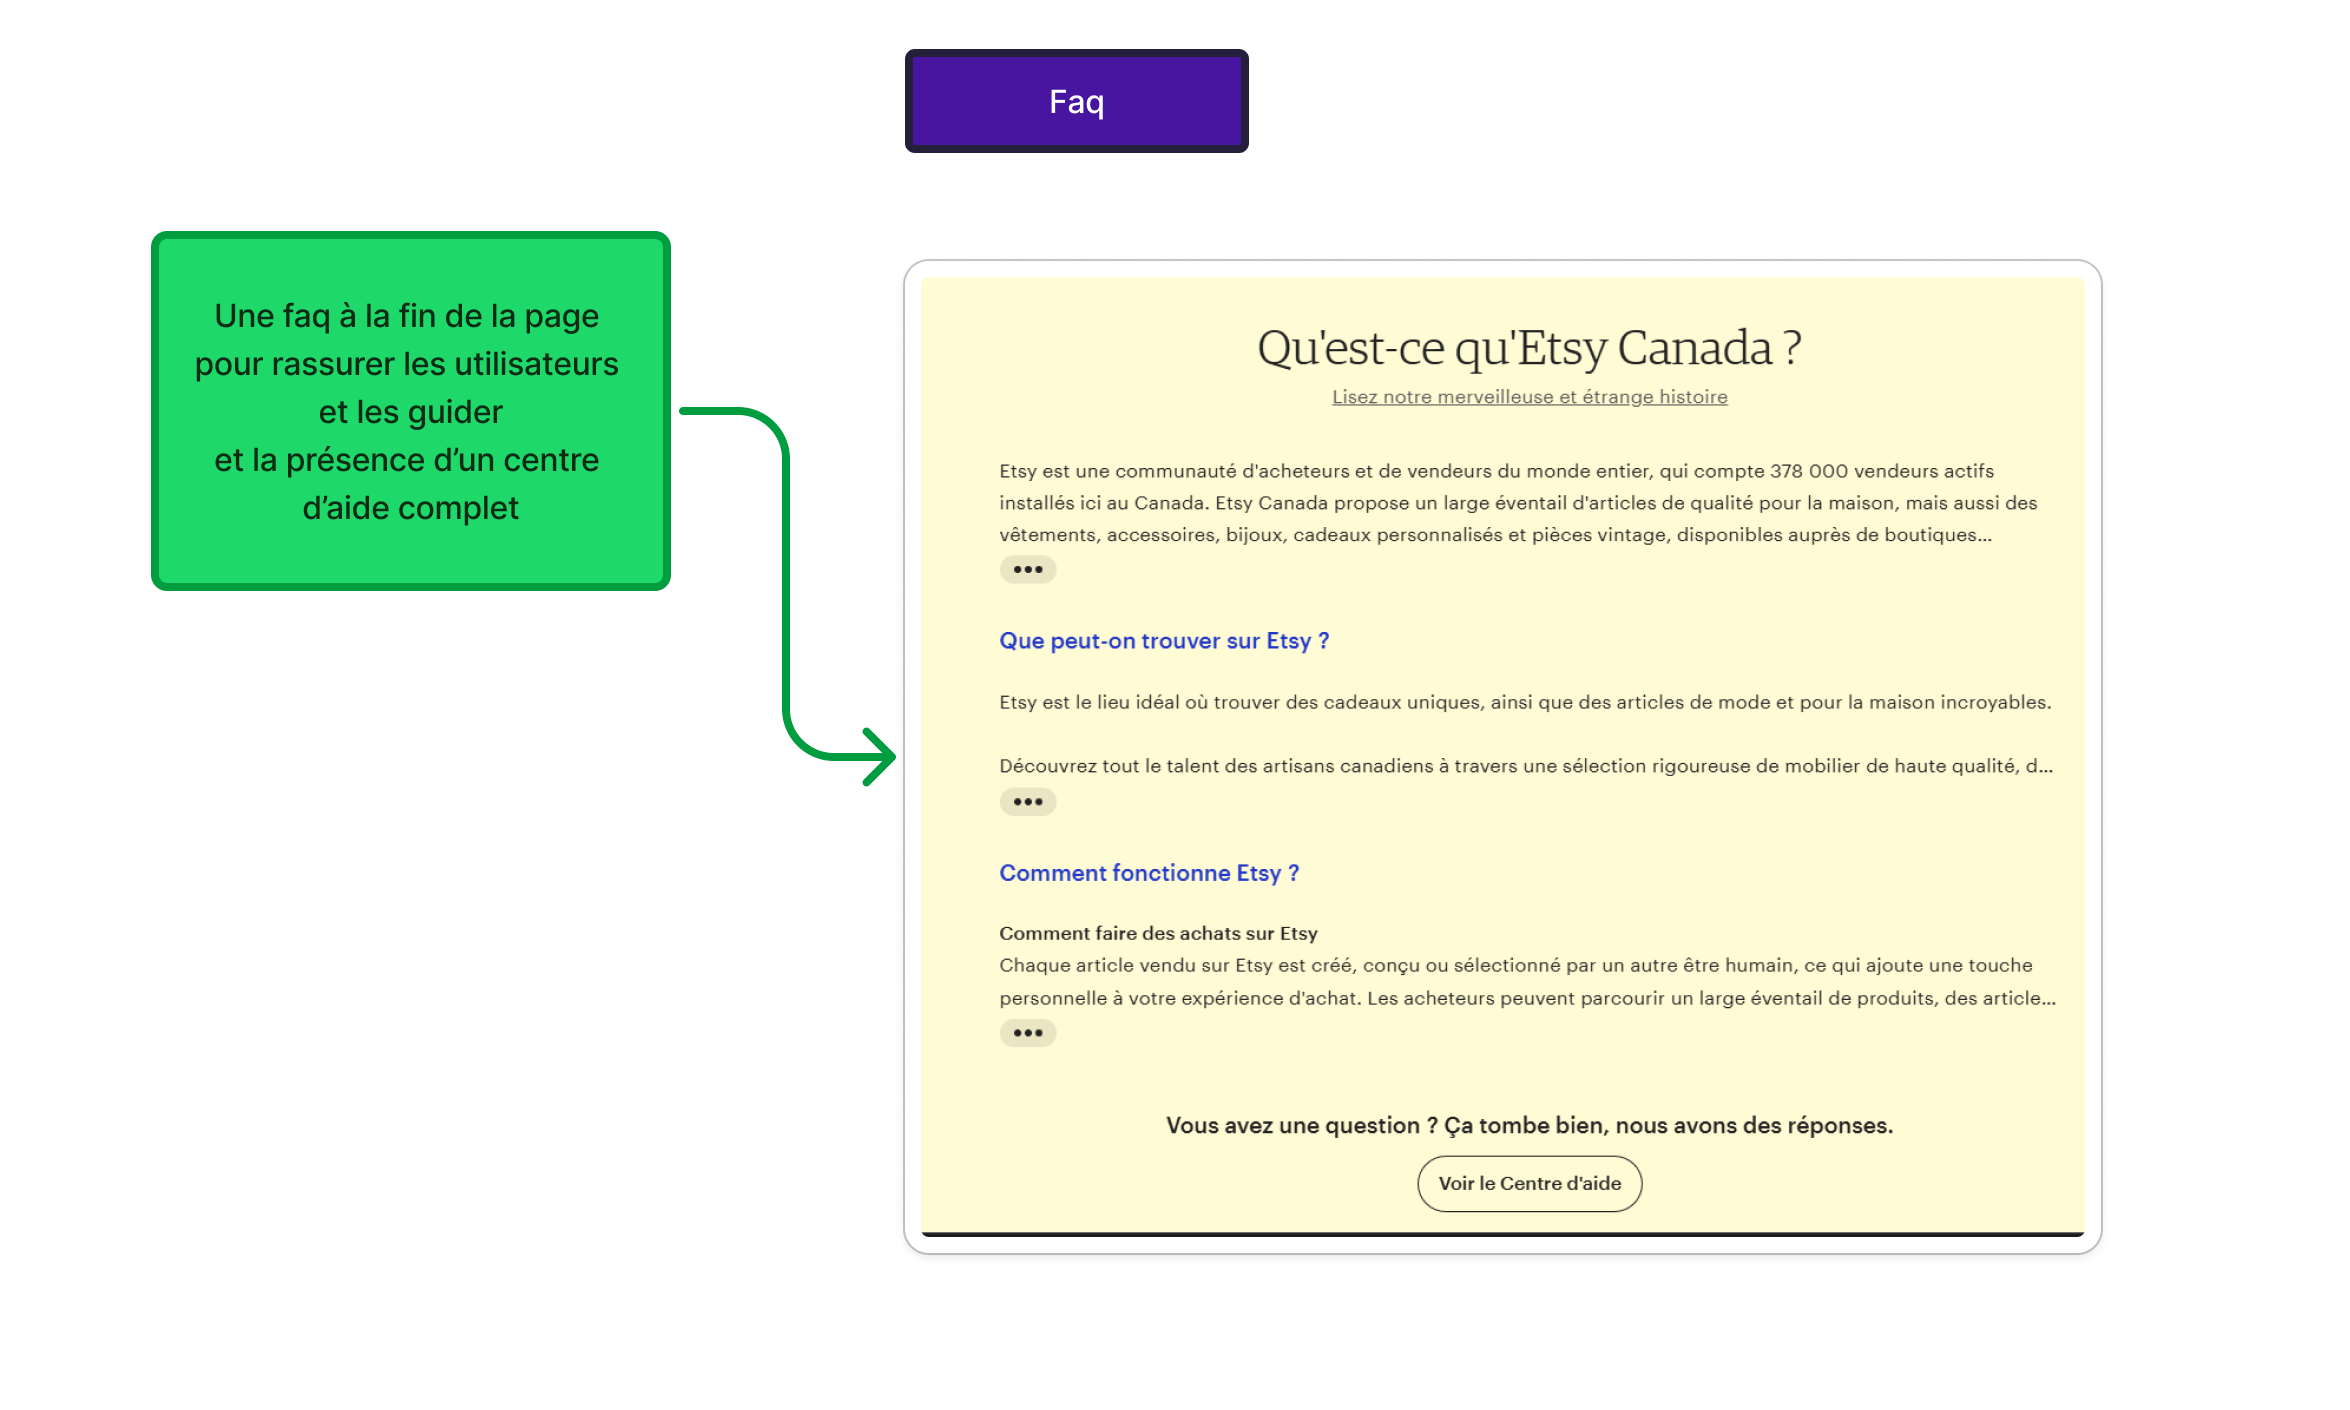 Faq
Une faq à la fin de la page
pour rassurer les utilisateurs
et les guider
et la présence d’un centre
d’aide complet
Qu'est-ce qu'Etsy Canada ?
Lisez notre merveilleuse et étrange histoire
Etsy est une communauté d'acheteurs et de vendeurs du monde entier, qui compte 378 000 vendeurs actifs
installés ici au Canada. Etsy Canada propose un large éventail d'articles de qualité pour la maison, mais aussi des
vêtements, accessoires, bijoux, cadeaux personnalisés et pièces vintage, disponibles auprès de boutiques...
Que peut-on trouver sur Etsy ?
Etsy est le lieu idéal où trouver des cadeaux uniques, ainsi que des articles de mode et pour la maison incroyables.
Découvrez tout le talent des artisans canadiens à travers une sélection rigoureuse de mobilier de haute qualité, d...
Comment fonctionne Etsy ?
Comment faire des achats sur Etsy
Chaque article vendu sur Etsy est créé, conçu ou sélectionné par un autre être humain, ce qui ajoute une touche
personnelle à votre expérience d'achat. Les acheteurs peuvent parcourir un large éventail de produits, des article...
Vous avez une question ? Ça tombe bien, nous avons des réponses.
Voir le Centre d'aide